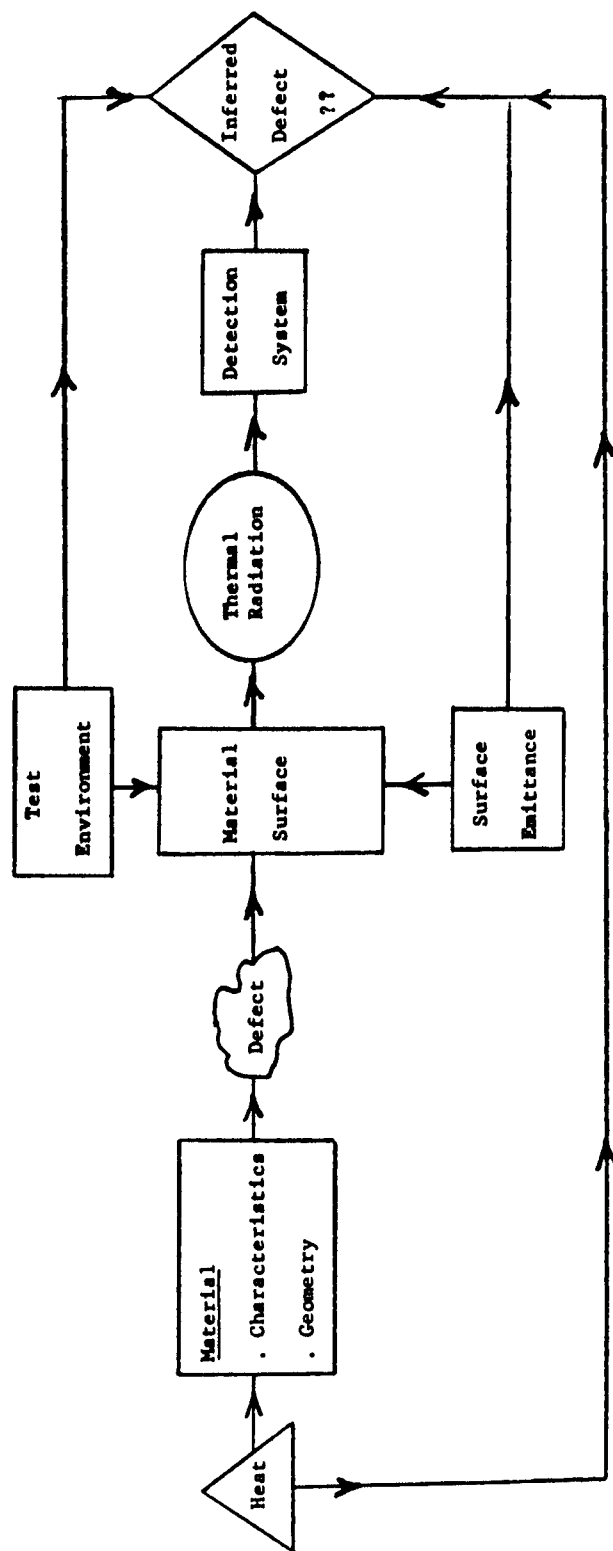 Heat
Material
. Characteristics
. Geometry
Defect
Test
Environment
Material
Surface
Surface
Emittance
Thermal
Radiation
Detection
System
Inferred
Defect
??